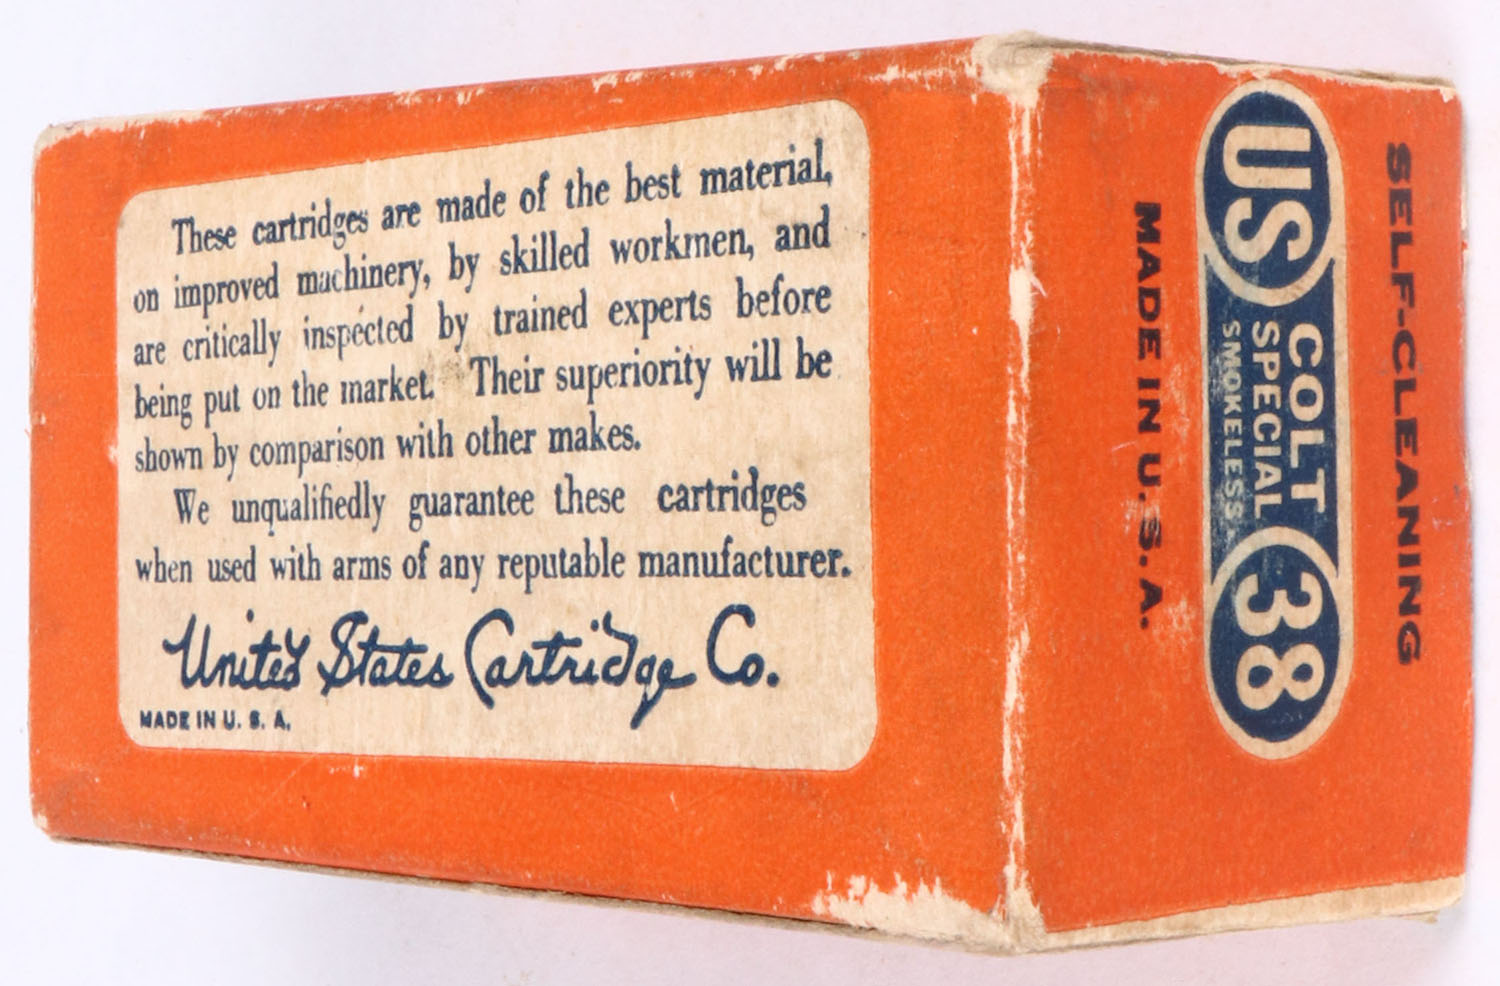 These cartridges are made of the best material,
on improved machinery, by skilled workmen, and
are critically inspected by trained experts before
being put on the market. Their superiority will be
shown by comparison with other makes.
We unqualifiedly guarantee these cartridges
when used with arms of any reputable manufacturer.
United States Cartridge Co.
MADE IN U. S. A.
SELF-CLEANING
US
COLT
SPECIAL
SMOKELESS
38
MADE IN U.S.A.